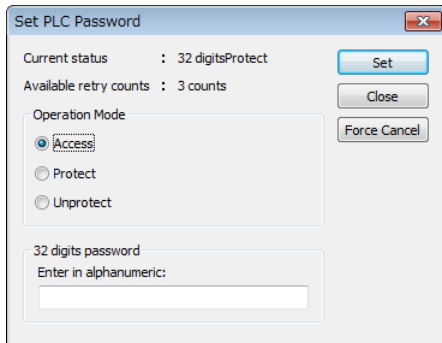 Set PLC Password
Current status : 32 digitsProtect
Set
Available retry counts : 3 counts
Close
Operation Mode
Force Cancel
Access
Protect
Unprotect
32 digits password
Enter in alphanumeric: